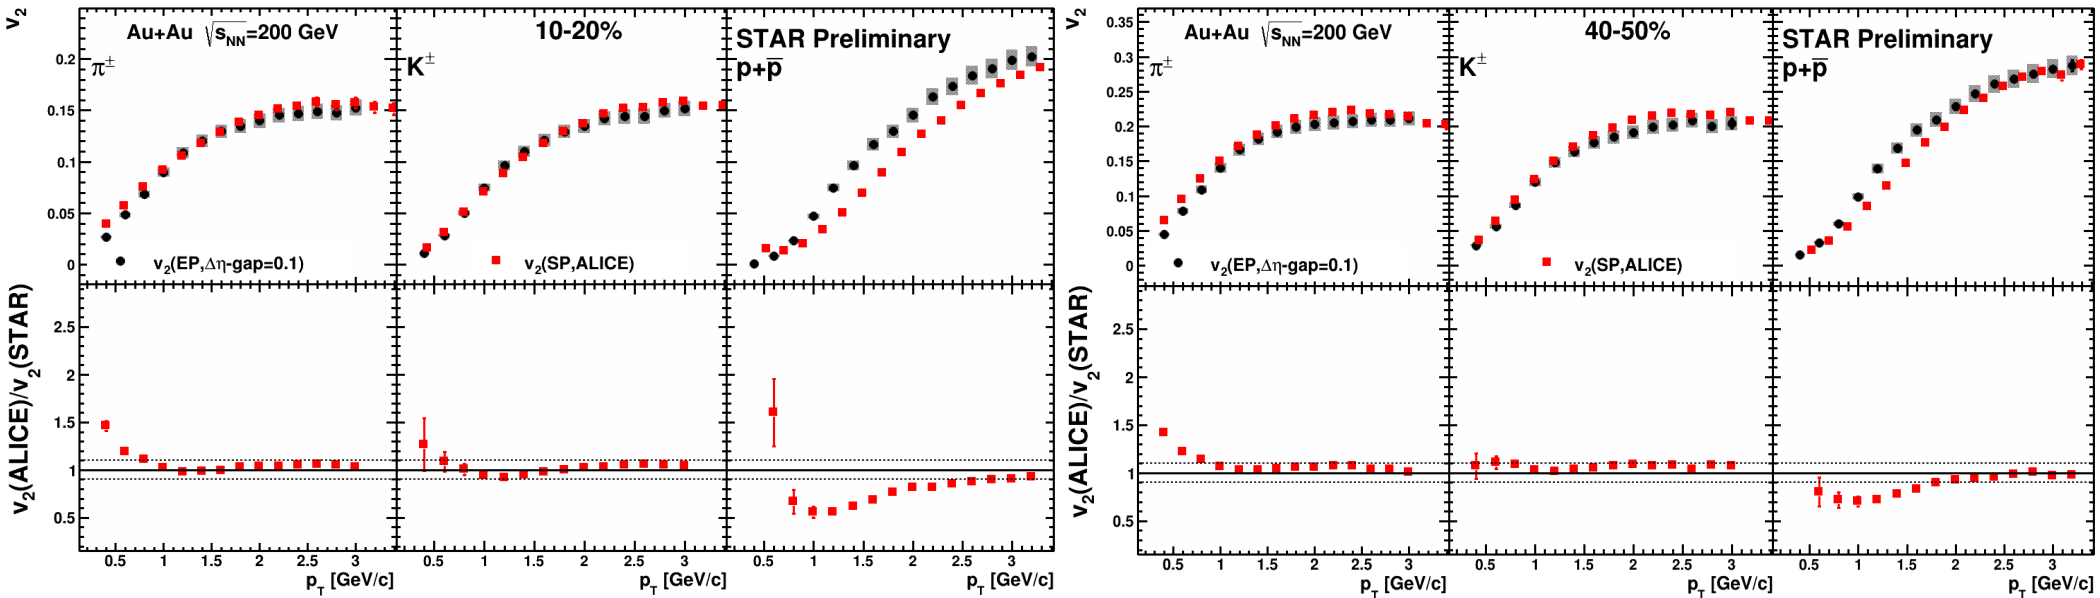 v2
Au+Au √sNN=200 GeV
10-20%
STAR Preliminary
π±
K±
p+p̅
0.2
0.15
0.1
0.05
0
v2(EP,Δη-gap=0.1)
v2(SP,ALICE)
v2(ALICE)/v2(STAR)
2.5
2
1.5
1
0.5
0.5 1 1.5 2 2.5 3
0.5 1 1.5 2 2.5 3
0.5 1 1.5 2 2.5 3
pT [GeV/c]
pT [GeV/c]
pT [GeV/c]
v2
Au+Au √sNN=200 GeV
40-50%
STAR Preliminary
π±
K±
p+p̅
0.35
0.3
0.25
0.2
0.15
0.1
0.05
0
v2(EP,Δη-gap=0.1)
v2(SP,ALICE)
v2(ALICE)/v2(STAR)
2.5
2
1.5
1
0.5
0.5 1 1.5 2 2.5 3
0.5 1 1.5 2 2.5 3
0.5 1 1.5 2 2.5 3
pT [GeV/c]
pT [GeV/c]
pT [GeV/c]